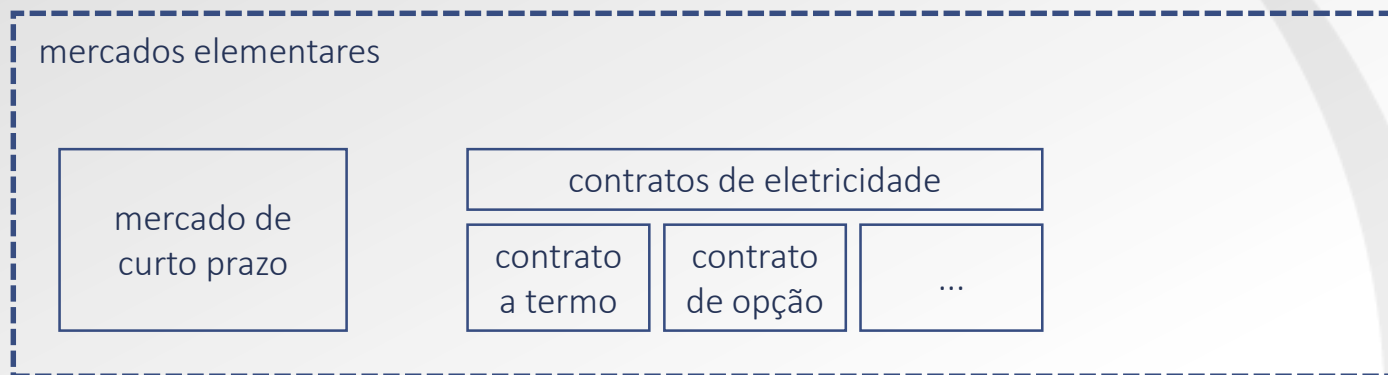 mercados elementares
mercado de
curto prazo
contratos de eletricidade
contrato
a termo
contrato
de opção
...